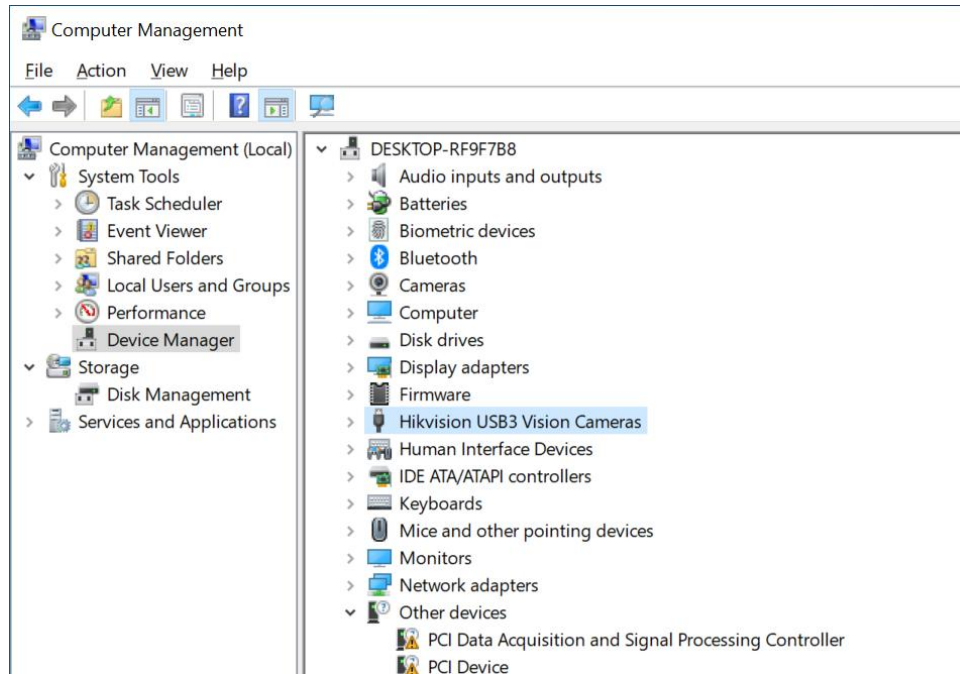 Computer Management
File Action View Help
Computer Management (Local)
System Tools
Task Scheduler
Event Viewer
Shared Folders
Local Users and Groups
Performance
Device Manager
Storage
Disk Management
Services and Applications
DESKTOP-RF9F7B8
Audio inputs and outputs
Batteries
Biometric devices
Bluetooth
Cameras
Computer
Disk drives
Display adapters
Firmware
Hikvision USB3 Vision Cameras
Human Interface Devices
IDE ATA/ATAPI controllers
Keyboards
Mice and other pointing devices
Monitors
Network adapters
Other devices
PCI Data Acquisition and Signal Processing Controller
PCI Device